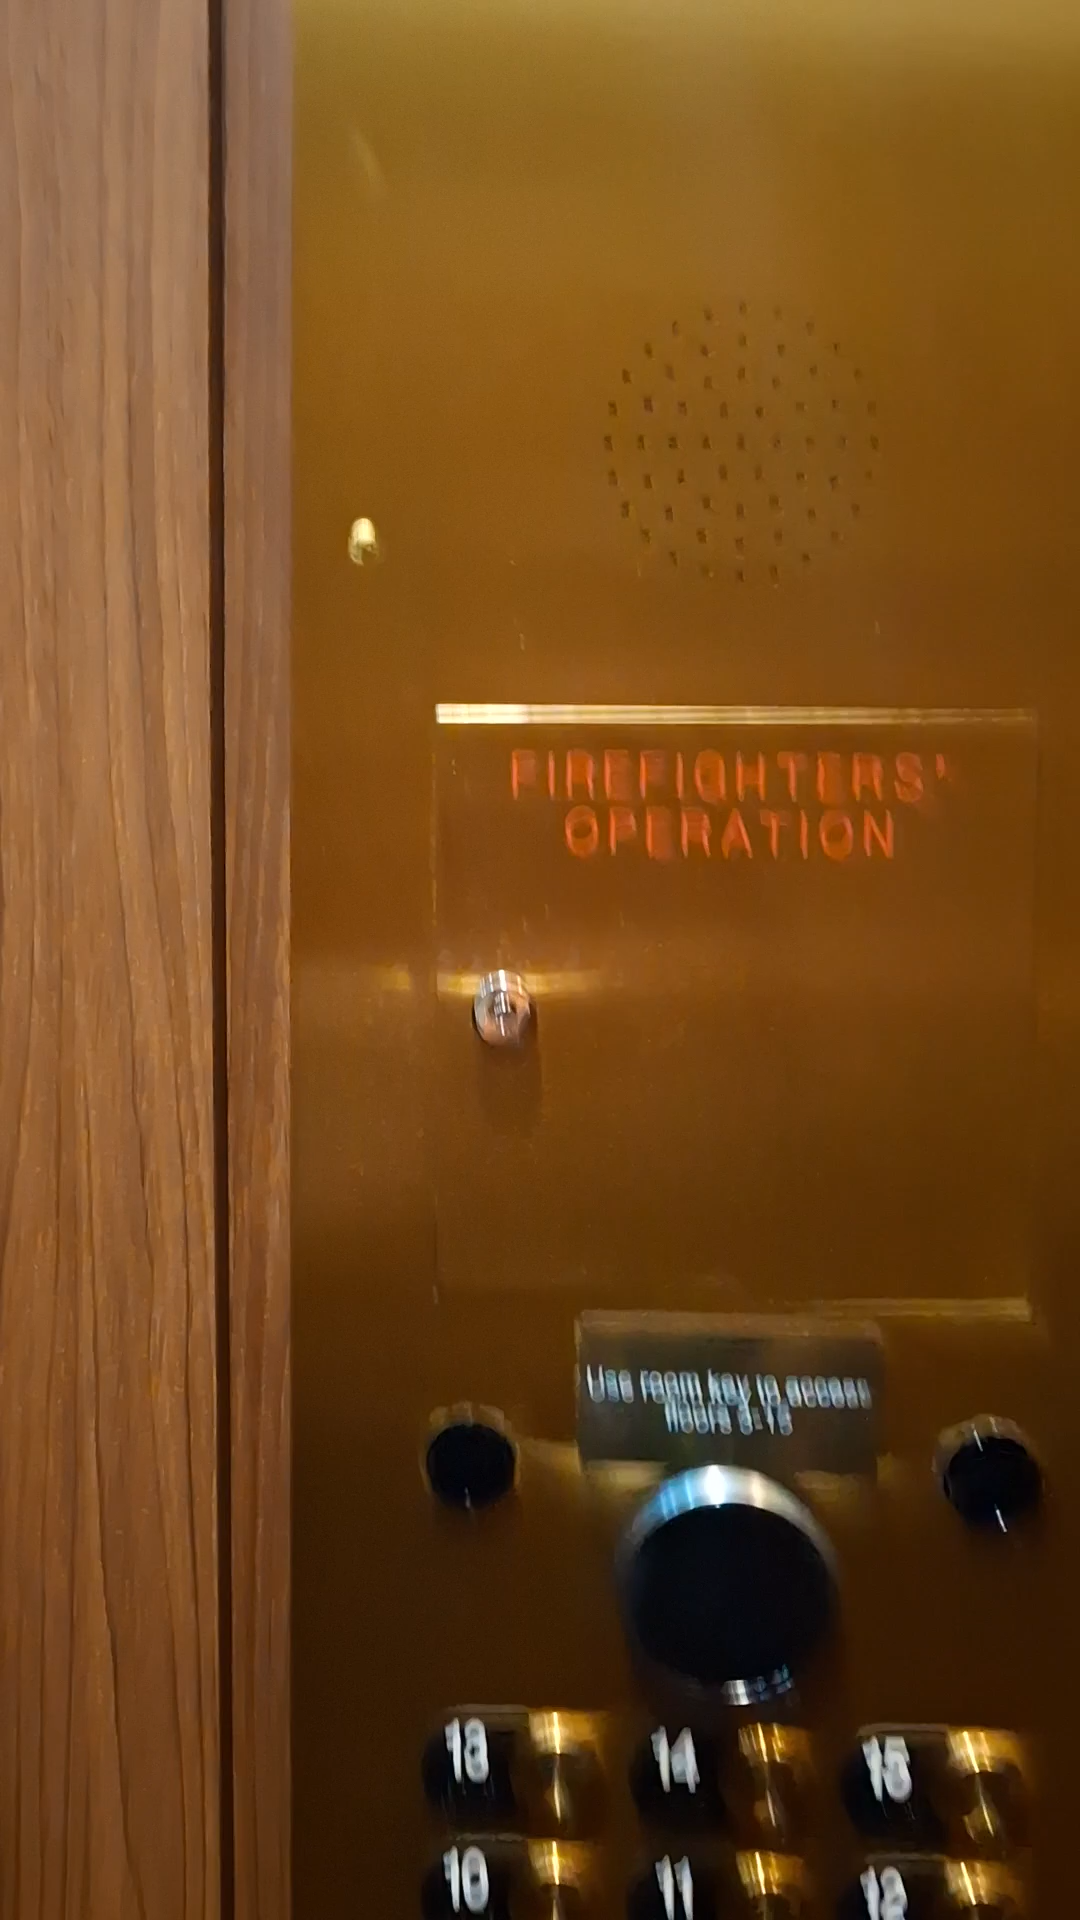 FIREFIGHTERS'
OPERATION
Use room key to access
13 14 15
10 11 12